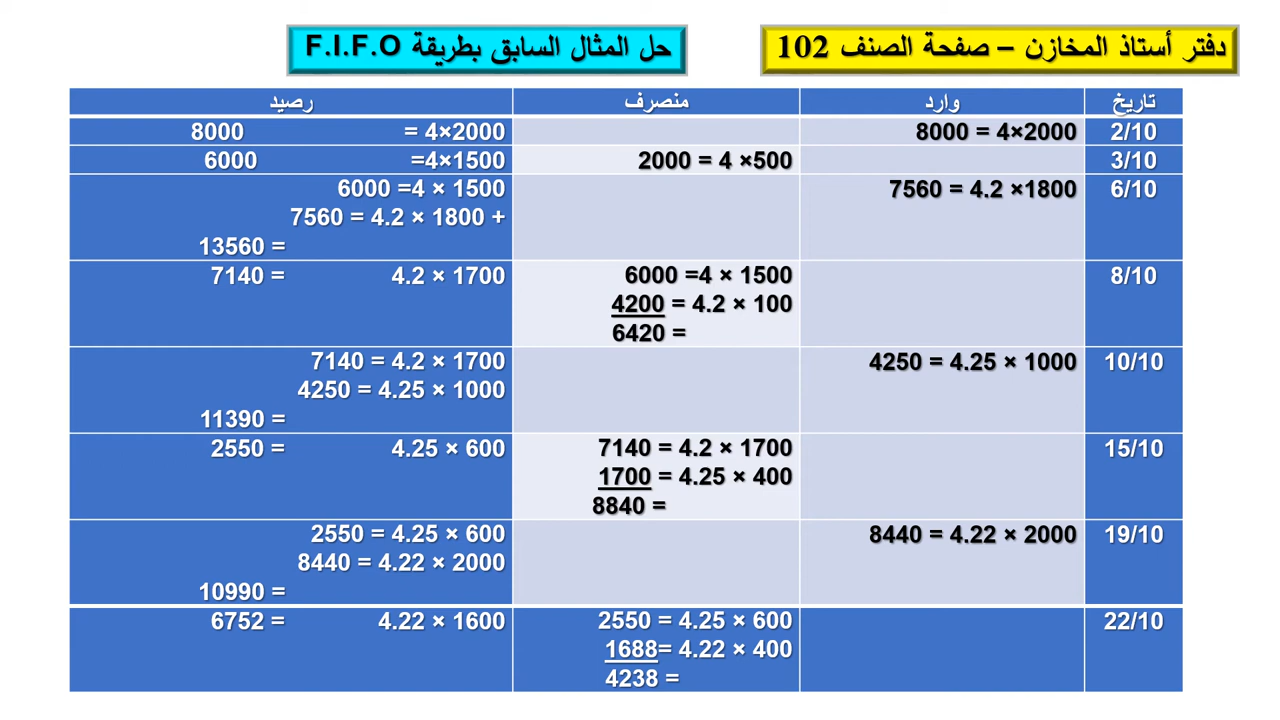 دفتر أستاذ المخازن – صفحة الصنف 102
حل المثال السابق بطريقة F.I.F.O
تاريخ وارد منصرف رصيد
2/10 2000×4 = 8000 2000×4 = 8000
3/10 500× 4 = 2000 1500×4= 6000
6/10 1800× 4.2 = 7560 1500 × 4= 6000
+ 1800 × 4.2 = 7560
= 13560
8/10 1500 × 4= 6000 1700 × 4.2 = 7140
100 × 4.2 = 4200
= 6420
10/10 1000 × 4.25 = 4250 1700 × 4.2 = 7140
1000 × 4.25 = 4250
= 11390
15/10 1700 × 4.2 = 7140 600 × 4.25 = 2550
400 × 4.25 = 1700
= 8840
19/10 2000 × 4.22 = 8440 600 × 4.25 = 2550
2000 × 4.22 = 8440
= 10990
22/10 600 × 4.25 = 2550 1600 × 4.22 = 6752
400 × 4.22 =1688
= 4238